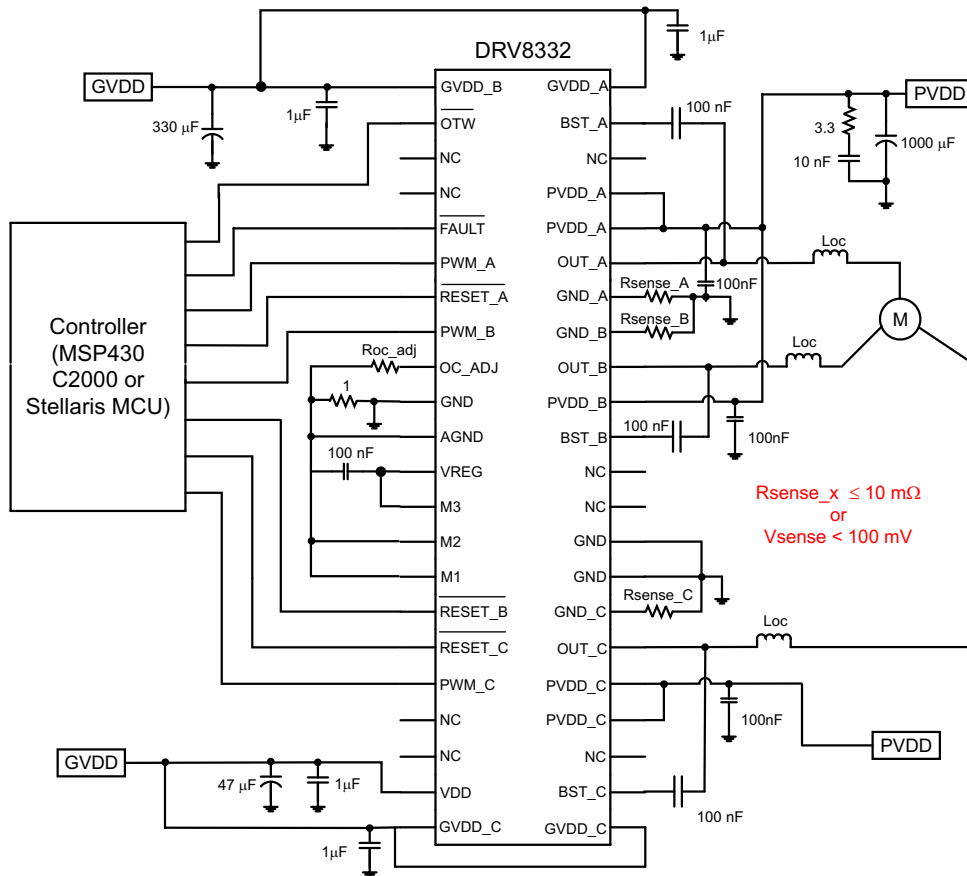 DRV8332
1μF
GVDD
330 μF
1μF
GVDD_B
OTW
NC
NC
FAULT
PWM_A
RESET_A
PWM_B
OC_ADJ
GND
AGND
VREG
M3
M2
M1
RESET_B
RESET_C
PWM_C
NC
NC
VDD
GVDD_C
GVDD_A
BST_A
NC
PVDD_A
PVDD_A
OUT_A
GND_A
GND_B
OUT_B
PVDD_B
BST_B
NC
NC
GND
GND
GND_C
OUT_C
PVDD_C
PVDD_C
NC
BST_C
GVDD_C
Controller
(MSP430
C2000 or
Stellaris MCU)
Roc_adj
1
100 nF
GVDD
47 μF
1μF
1μF
100 nF
PVDD
3.3
10 nF
1000 μF
Loc
100nF
Rsense_A
Rsense_B
M
Loc
100 nF
100nF
Rsense_x ≤ 10 mΩ
or
Vsense < 100 mV
Rsense_C
Loc
100nF
PVDD
100 nF